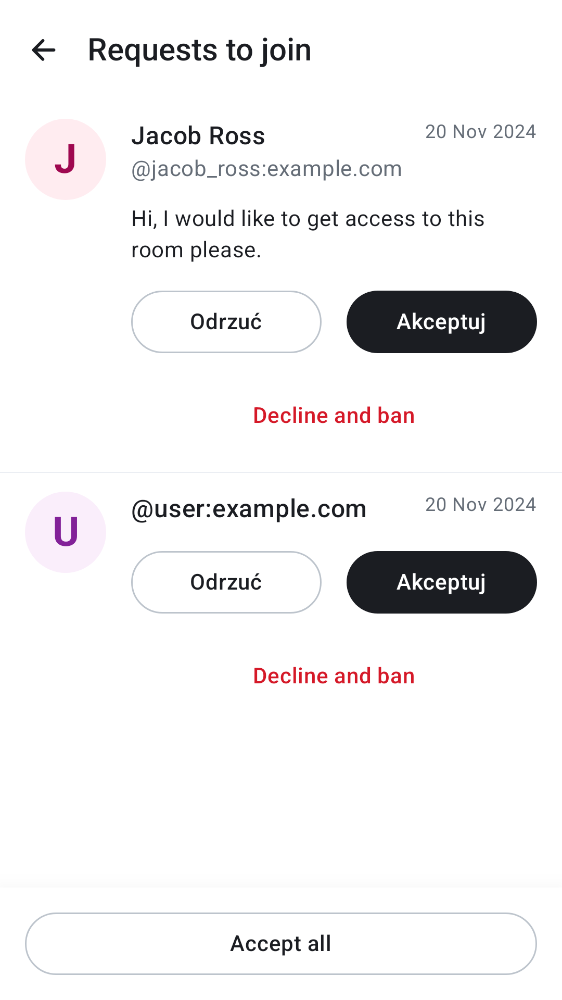 Requests to join
J
Jacob Ross
20 Nov 2024
@jacob_ross:example.com
Hi, I would like to get access to this
room please.
Odrzuć
Akceptuj
Decline and ban
U
@user:example.com
20 Nov 2024
Odrzuć
Akceptuj
Decline and ban
Accept all